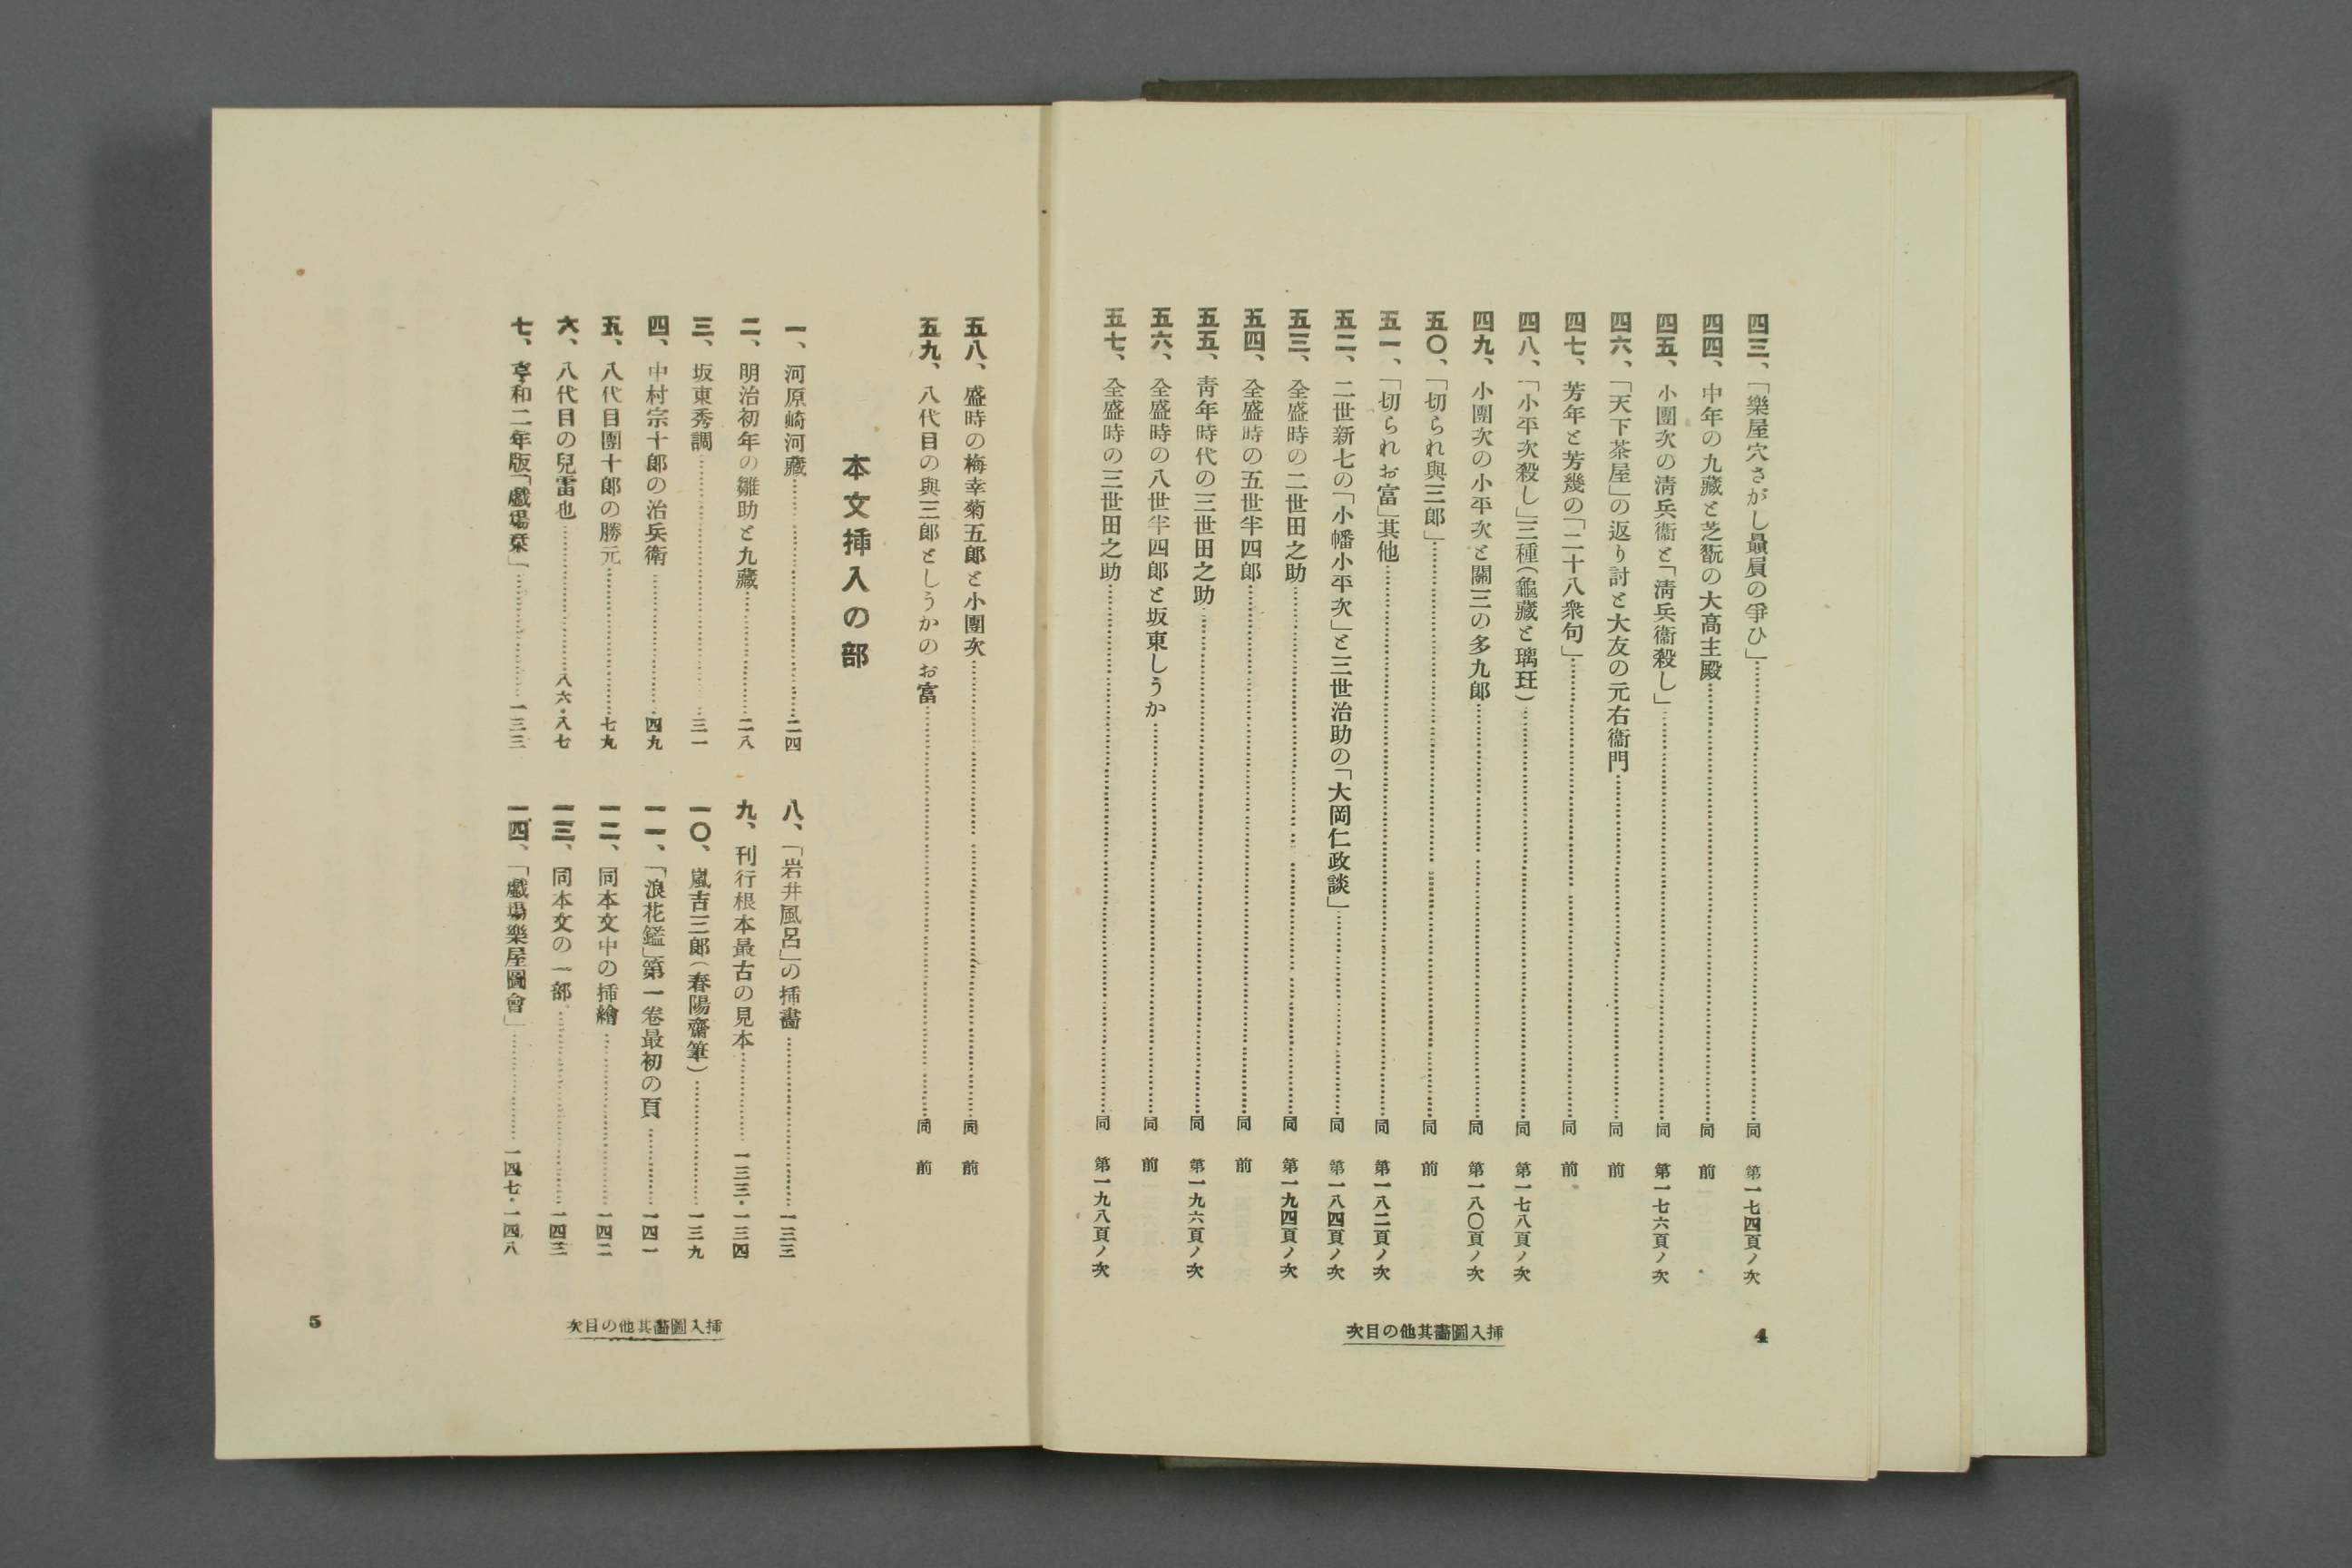 四三、「樂屋穴さがし贔屓の爭ひ」……同 第一七四頁ノ次
四四、中年の九藏と芝翫の大高主殿……同 前
四五、小團次の淸兵衞と「淸兵衞殺し」……同 第一七六頁ノ次
四六、「天下茶屋」の返り討と大友の元右衞門……同 前
四七、芳年と芳幾の「二十八衆句」……同 前
四八、「小平次殺し」三種(龜藏と璃珏)……同 第一七八頁ノ次
四九、小團次の小平次と關三の多九郎……同 第一八〇頁ノ次
五〇、「切られ與三郎」……同 前
五一、「切られお富」其他……同 第一八二頁ノ次
五二、二世新七の「小幡小平次」と三世治助の「大岡仁政談」……同 第一八四頁ノ次
五三、全盛時の二世田之助……同 第一九四頁ノ次
五四、全盛時の五世半四郎……同 前
五五、靑年時代の三世田之助……同 第一九六頁ノ次
五六、全盛時の八世半四郎と坂東しうか……同 前
五七、全盛時の三世田之助……同 第一九八頁ノ次
挿入圖畵其他の目次
4
五八、盛時の梅幸菊五郎と小團次……同 前
五九、八代目の與三郎としうかのお富……同 前
本文挿入の部
一、河原崎河藏……二四
二、明治初年の雛助と九藏……二八
三、坂東秀調……三一
四、中村宗十郎の治兵衛……四九
五、八代目團十郎の勝元……七九
六、八代目の兒雷也……八六・八七
七、享和二年版「戲場栞」……一三三
八、「岩井風呂」の挿畵……一三三
九、刊行根本最古の見本……一三三・一三四
一〇、嵐吉三郎(春陽齋筆)……一三九
一一、「浪花鑑」第一卷最初の頁……一四一
一二、同本文中の挿繪……一四二
一三、同本文の一部……一四三
一四、「戲場樂屋圖會」……一四七・一四八
挿入圖畵其他の目次
5